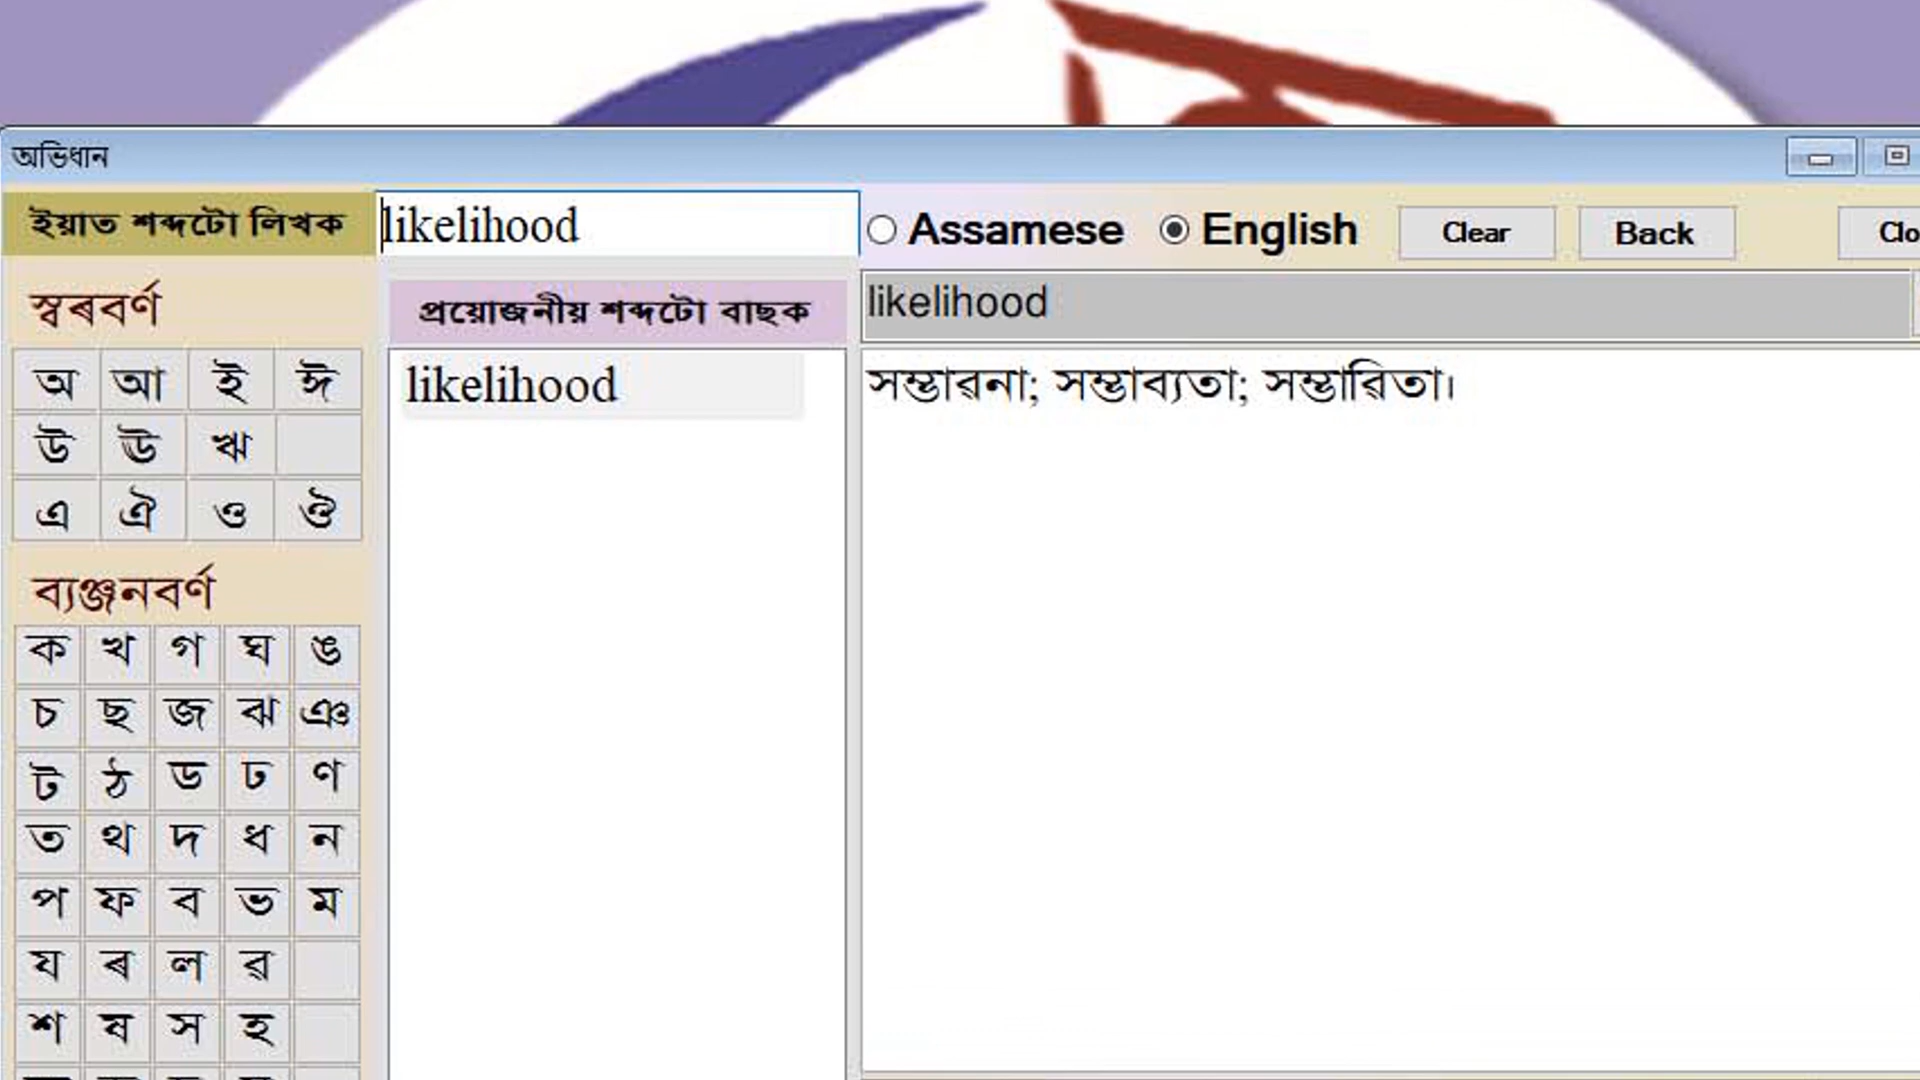 অভিধান
ইয়াত শব্দটো লিখক likelihood Assamese English Clear Back
স্বৰবৰ্ণ প্ৰয়োজনীয় শব্দটো বাছক likelihood
অ আ ই ঈ likelihood সম্ভাৱনা; সম্ভাব্যতা; সম্ভাৱিতা।
উ ঊ ঋ
এ ঐ ও ঔ
ব্যঞ্জনবৰ্ণ
ক খ গ ঘ ঙ
চ ছ জ ঝ ঞ
ট ঠ ড ঢ ণ
ত থ দ ধ ন
প ফ ব ভ ম
য ৰ ল ৱ
শ ষ স হ